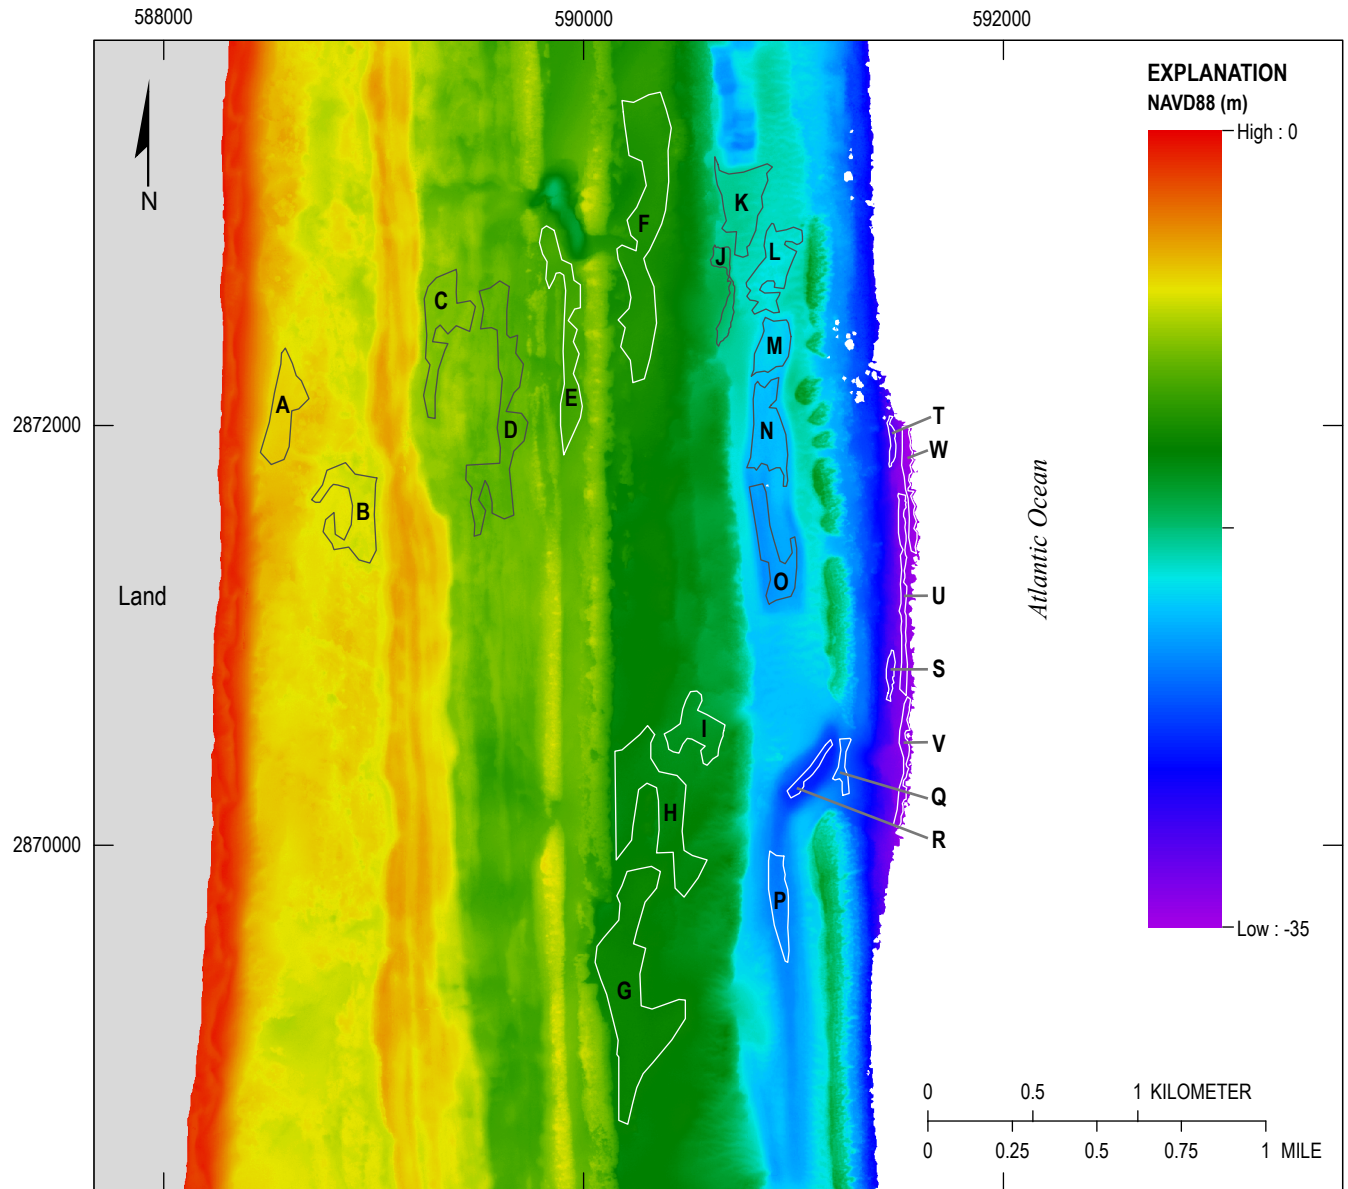 588000 590000 592000
EXPLANATION
NAVD88 (m)
High : 0
Low : -35
N
2872000
2870000
Land
Atlantic Ocean
A
B
C
D
E
F
G
H
I
J
K
L
M
N
O
P
T
W
U
S
V
Q
R
0 0.5 1 KILOMETER
0 0.25 0.5 0.75 1 MILE